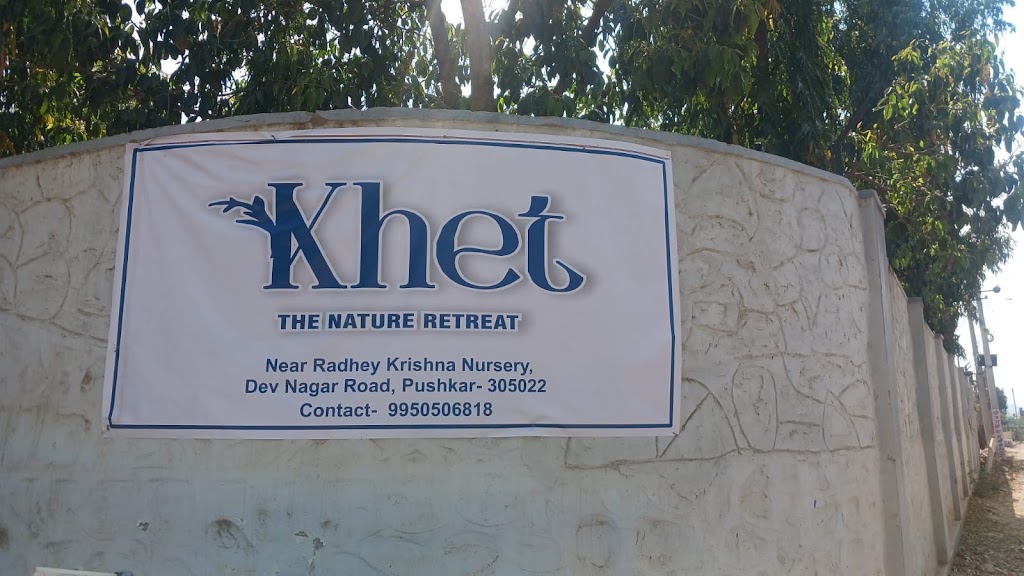 Khet
THE NATURE RETREAT
Near Radhey Krishna Nursery,
Dev Nagar Road, Pushkar- 305022
Contact- 9950506818